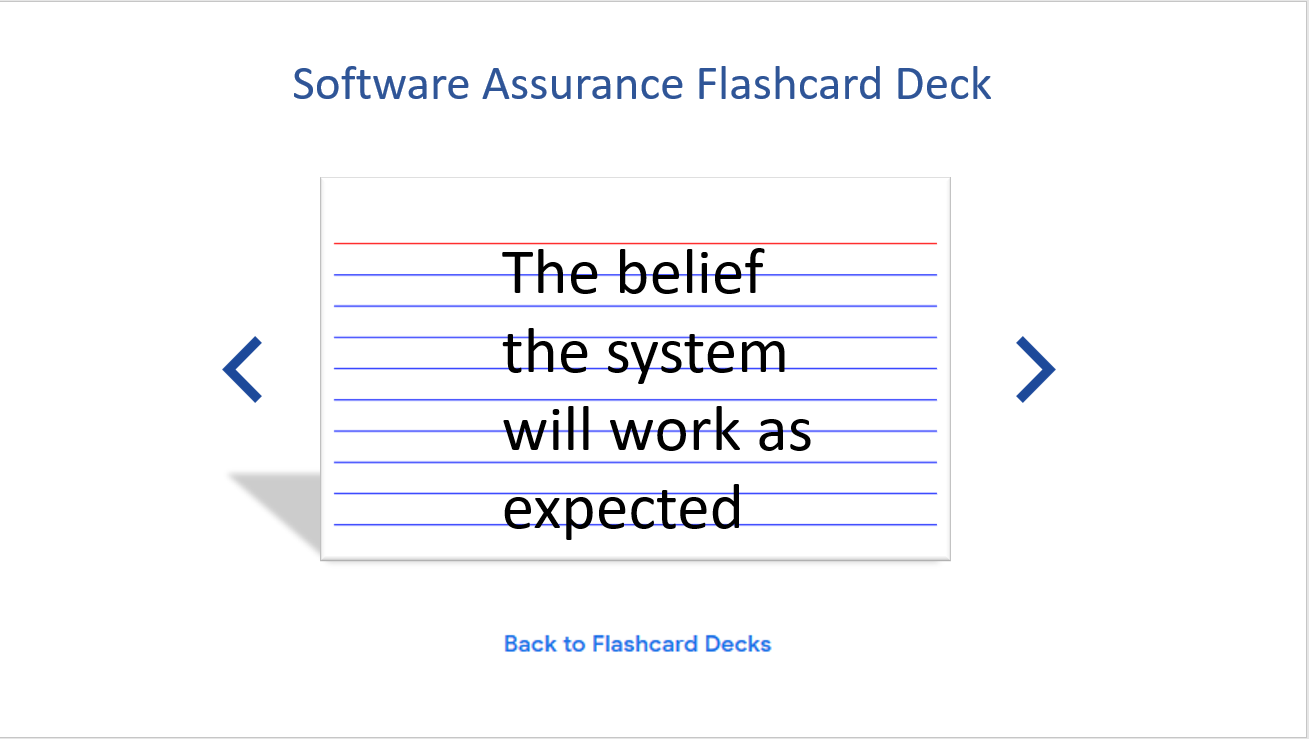 Software Assurance Flashcard Deck
The belief
the system
will work as
expected
Back to Flashcard Decks